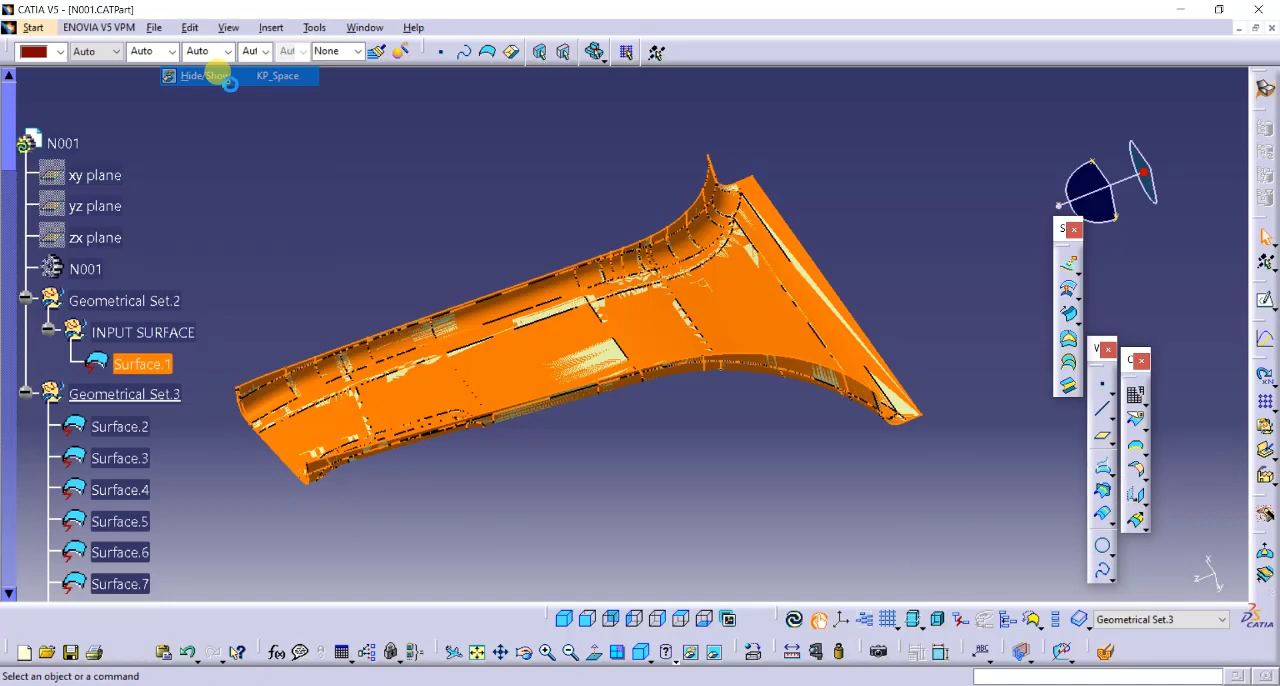 CATIA V5 - [N001.CATPart]
Start ENOVIA V5 VPM File Edit View Insert Tools Window Help
Auto Auto Auto Aut Aut None
Hide/Show KP_Space
N001
xy plane
yz plane
zx plane
N001
Geometrical Set.2
INPUT SURFACE
Surface.1
Geometrical Set.3
Surface.2
Surface.3
Surface.4
Surface.5
Surface.6
Surface.7
S
W
x
z
y
Geometrical Set.3
f(x)
ABC
Select an object or a command